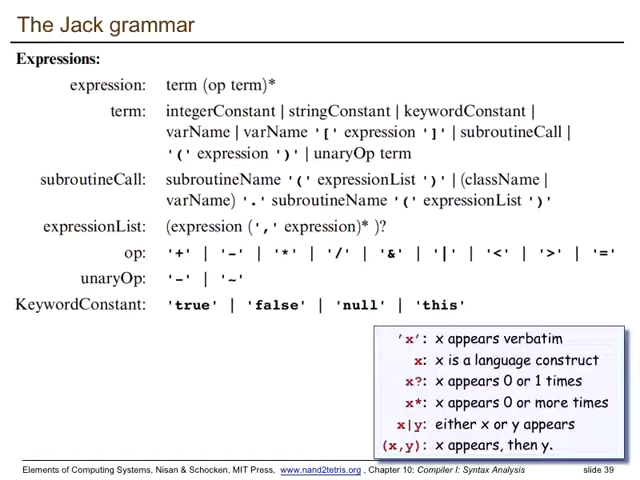 The Jack grammar
Expressions:
expression: term (op term)*
term: integerConstant | stringConstant | keywordConstant |
varName | varName '[' expression ']' | subroutineCall |
'(' expression ')' | unaryOp term
subroutineCall: subroutineName '(' expressionList ')' | (className |
varName) '.' subroutineName '(' expressionList ')'
expressionList: (expression (',' expression)* )?
op: '+' | '-' | '*' | '/' | '&' | '|' | '<' | '>' | '='
unaryOp: '-' | '~'
KeywordConstant: 'true' | 'false' | 'null' | 'this'
'x': x appears verbatim
x: x is a language construct
x?: x appears 0 or 1 times
x*: x appears 0 or more times
x|y: either x or y appears
(x,y): x appears, then y.
Elements of Computing Systems, Nisan & Schocken, MIT Press, www.nand2tetris.org , Chapter 10: Compiler I: Syntax Analysis slide 39